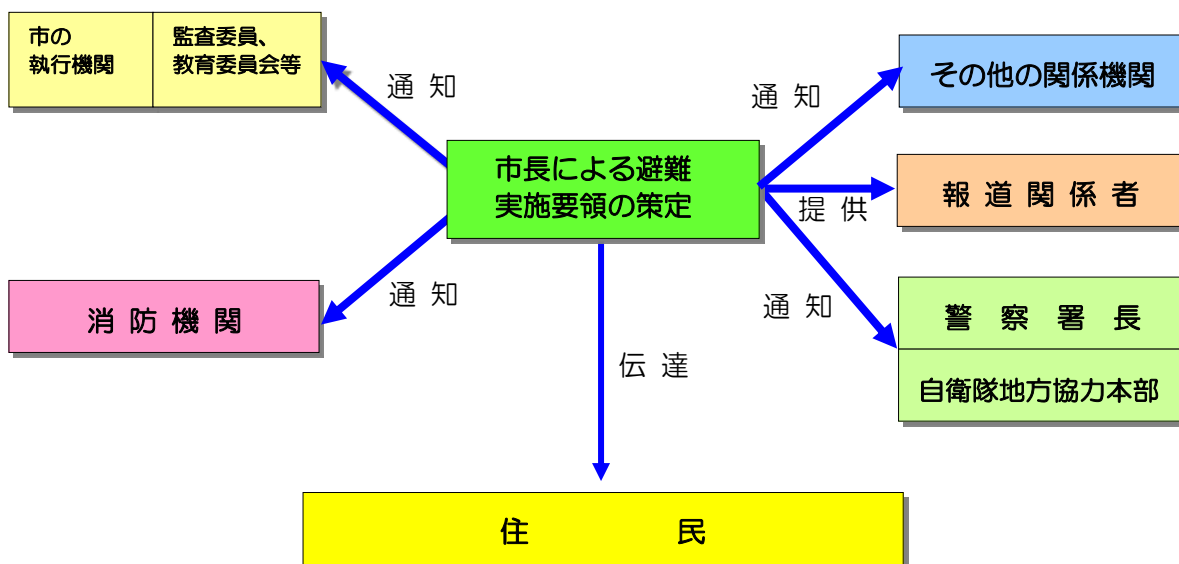 市の
執行機関
監査委員、
教育委員会等
通 知
通 知
その他の関係機関
市長による避難
実施要領の策定
報 道 関 係 者
提 供
消 防 機 関
通 知
通 知
警 察 署 長
自衛隊地方協力本部
伝 達
住 民